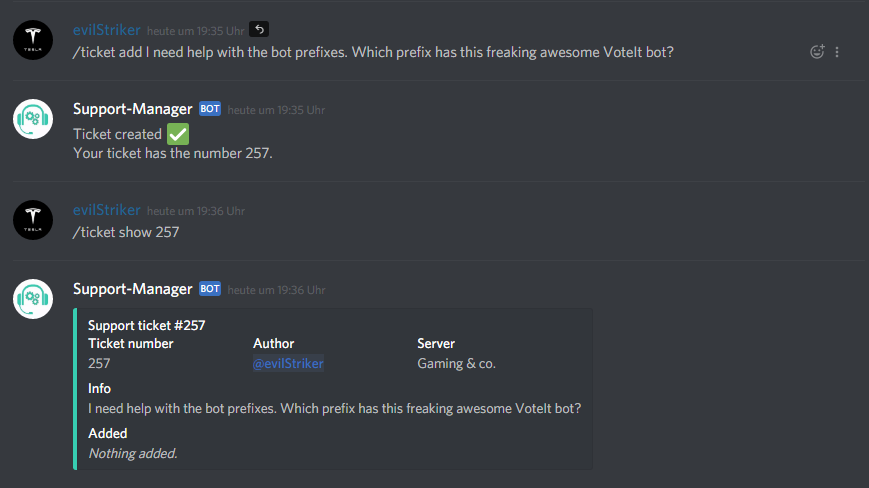 evilStriker heute um 19:35 Uhr
/ticket add I need help with the bot prefixes. Which prefix has this freaking awesome VoteIt bot?
TESLA
Support-Manager BOT heute um 19:35 Uhr
Ticket created ✅
Your ticket has the number 257.
evilStriker heute um 19:36 Uhr
/ticket show 257
TESLA
Support-Manager BOT heute um 19:36 Uhr
Support ticket #257
Ticket number Author Server
257 @evilStriker Gaming & co.
Info
I need help with the bot prefixes. Which prefix has this freaking awesome VoteIt bot?
Added
Nothing added.